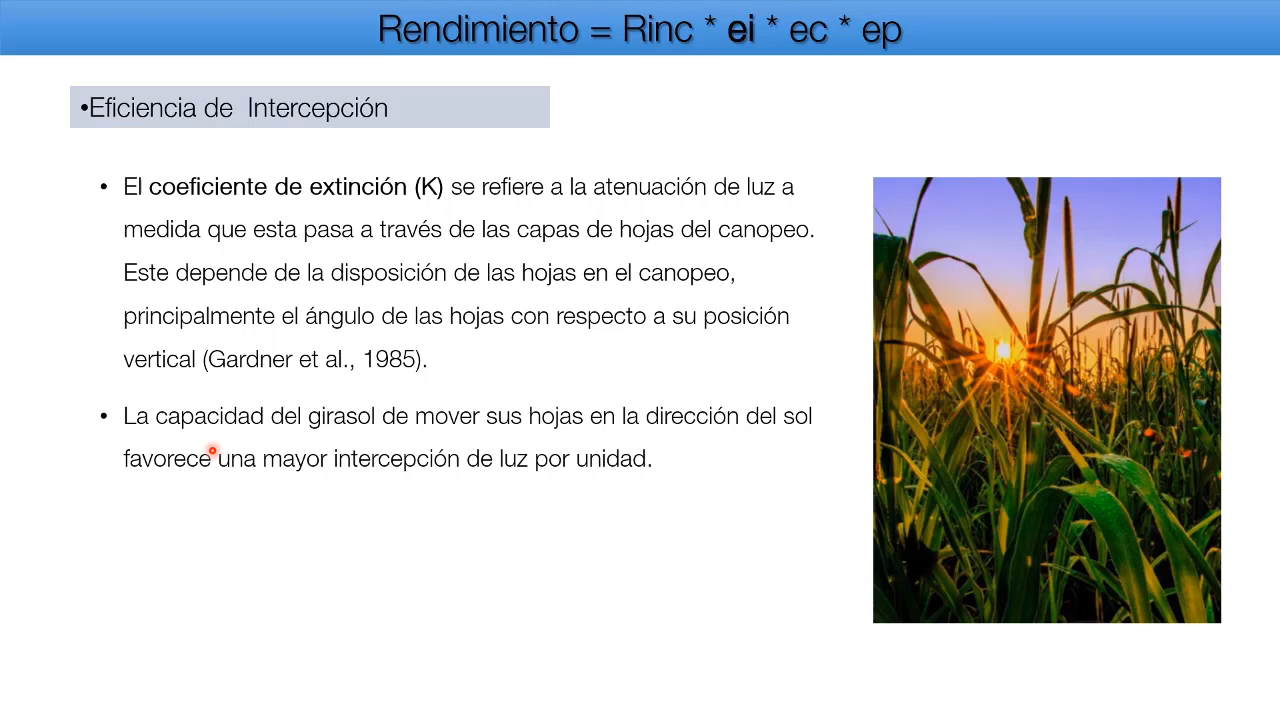 Rendimiento = Rinc * ei * ec * ep
•Eficiencia de Intercepción
• El coeficiente de extinción (K) se refiere a la atenuación de luz a
medida que esta pasa a través de las capas de hojas del canopeo.
Este depende de la disposición de las hojas en el canopeo,
principalmente el ángulo de las hojas con respecto a su posición
vertical (Gardner et al., 1985).
• La capacidad del girasol de mover sus hojas en la dirección del sol
favorece una mayor intercepción de luz por unidad.